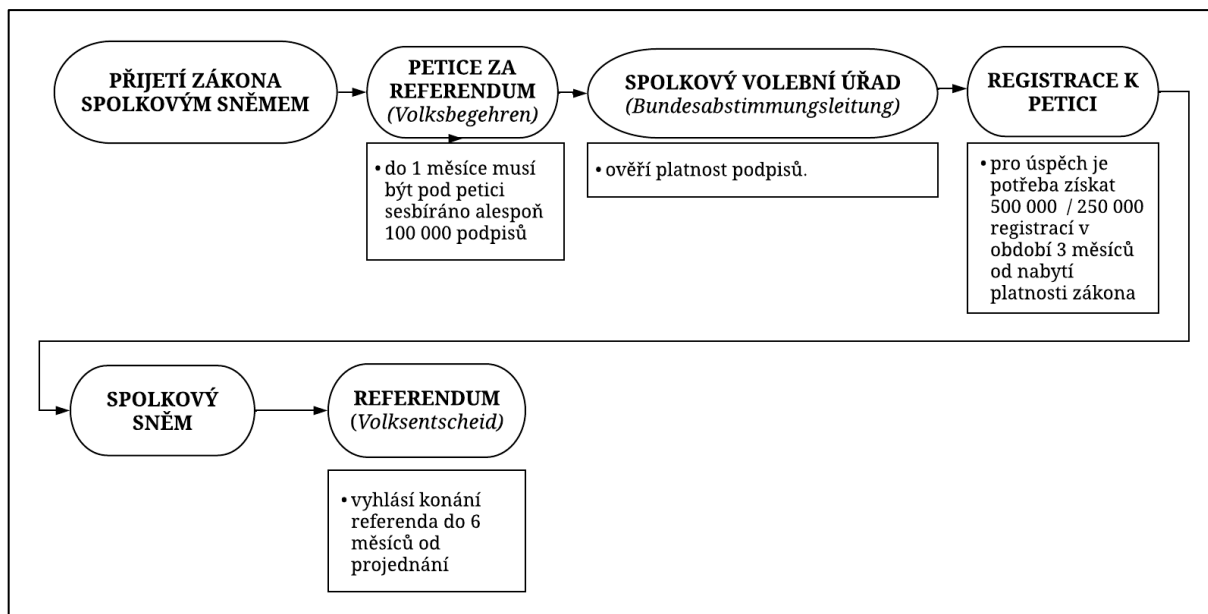 PŘIJETÍ ZÁKONA
SPOLKOVÝM SNĚMEM
PETICE ZA
REFERENDUM
(Volksbegehren)
• do 1 měsíce musí
být pod petici
sesbíráno alespoň
100 000 podpisů
SPOLKOVÝ VOLEBNÍ ÚŘAD
(Bundesabstimmungsleitung)
• ověří platnost podpisů.
REGISTRACE K
PETICI
• pro úspěch je
potřeba získat
500 000 / 250 000
registrací v
období 3 měsíců
od nabytí
platnosti zákona
SPOLKOVÝ
SNĚM
REFERENDUM
(Volksentscheid)
• vyhlásí konání
referenda do 6
měsíců od
projednání